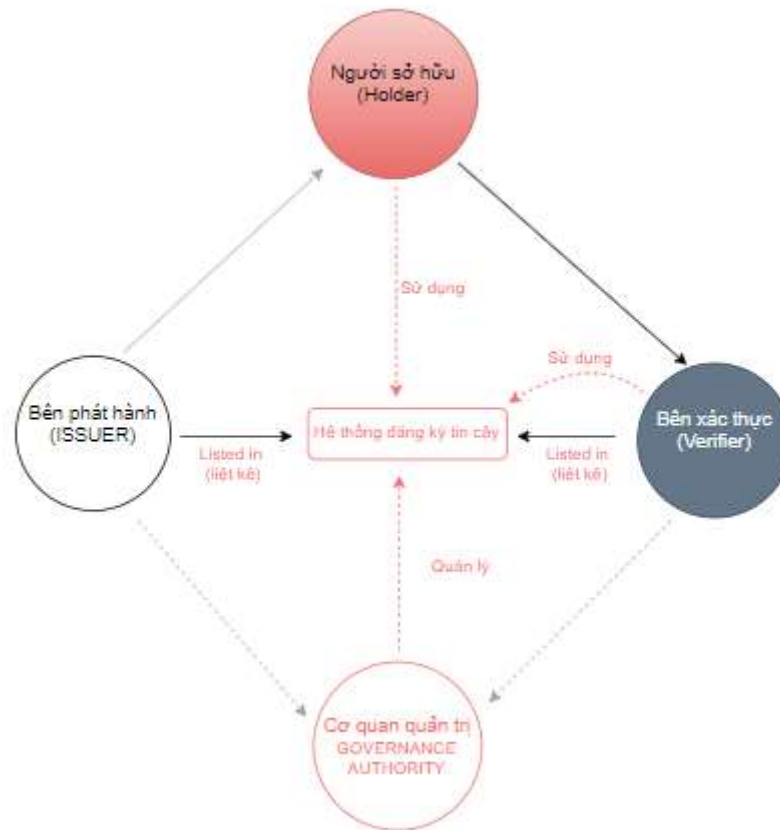 Người sở hữu
(Holder)
Sử dụng
Sử dụng
Bên phát hành
(ISSUER)
Hệ thống đăng ký tin cậy
Bên xác thực
(Verifier)
Listed in
(liệt kê)
Listed in
(liệt kê)
Quản lý
Cơ quan quản trị
GOVERNANCE
AUTHORITY